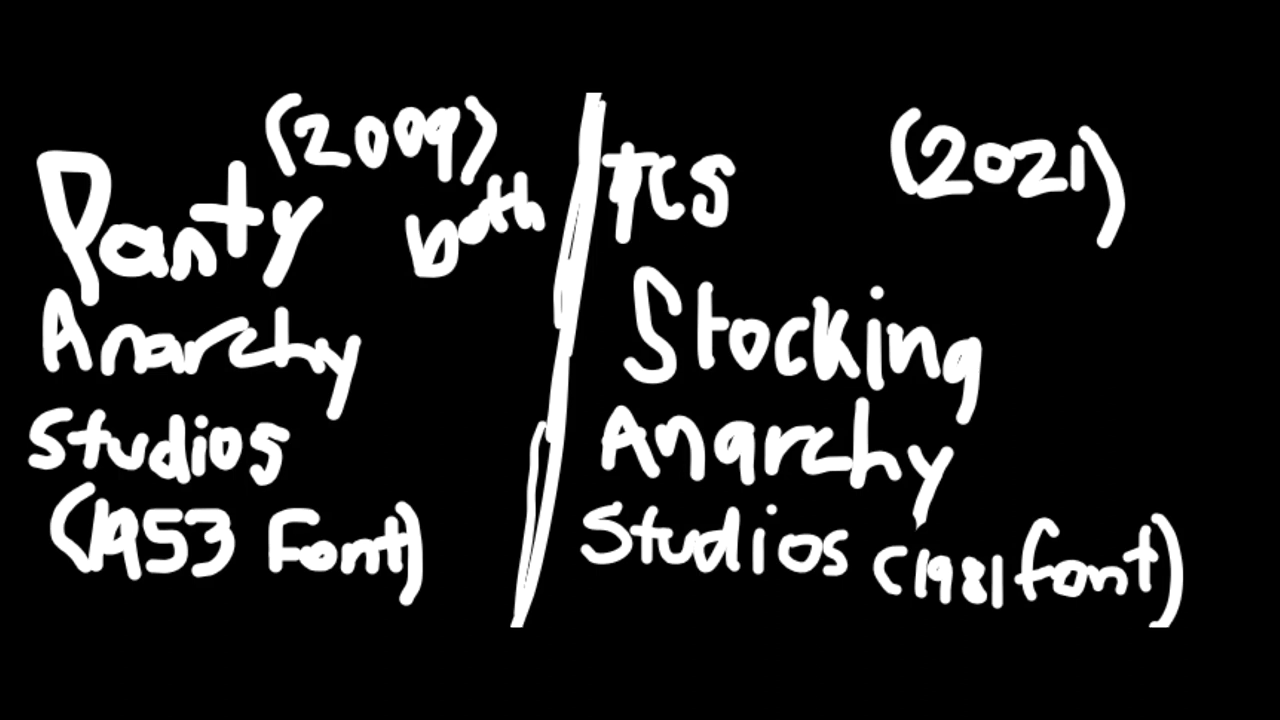 (2009)
Panty both
Anarchy
Studios
(1953 Font)
TCS (2021)
Stocking
Anarchy
Studios (1981 font)